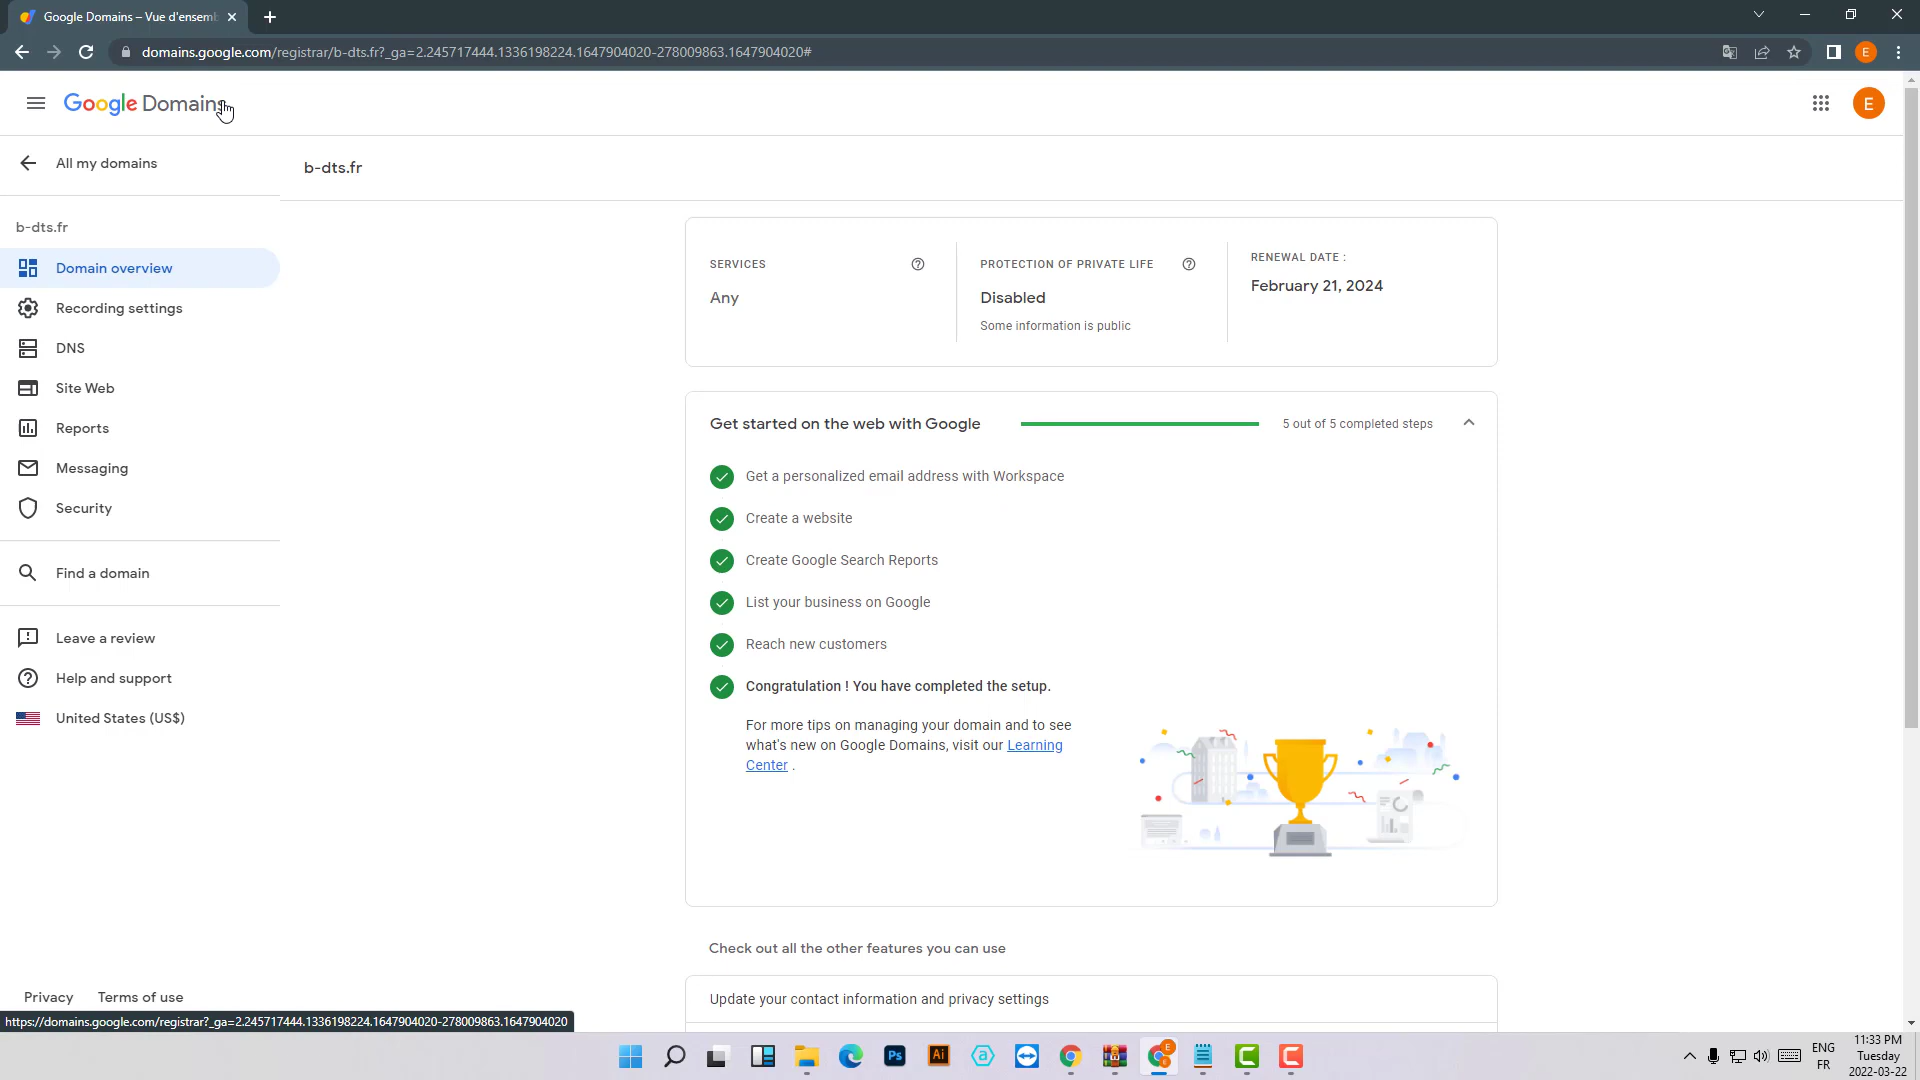 Google Domains – Vue d'ensem
domains.google.com/registrar/b-dts.fr?_ga=2.245717444.1336198224.1647904020-278009863.1647904020#
E
Google Domains
E
All my domains
b-dts.fr
b-dts.fr
Domain overview
Recording settings
DNS
Site Web
Reports
Messaging
Security
Find a domain
Leave a review
Help and support
United States (US$)
SERVICES
Any
PROTECTION OF PRIVATE LIFE
Disabled
Some information is public
RENEWAL DATE :
February 21, 2024
Get started on the web with Google
5 out of 5 completed steps
Get a personalized email address with Workspace
Create a website
Create Google Search Reports
List your business on Google
Reach new customers
Congratulation ! You have completed the setup.
For more tips on managing your domain and to see
what's new on Google Domains, visit our Learning
Center .
Check out all the other features you can use
Update your contact information and privacy settings
Privacy
Terms of use
https://domains.google.com/registrar?_ga=2.245717444.1336198224.1647904020-278009863.1647904020
Ps
Ai
ENG
FR
11:33 PM
Tuesday
2022-03-22